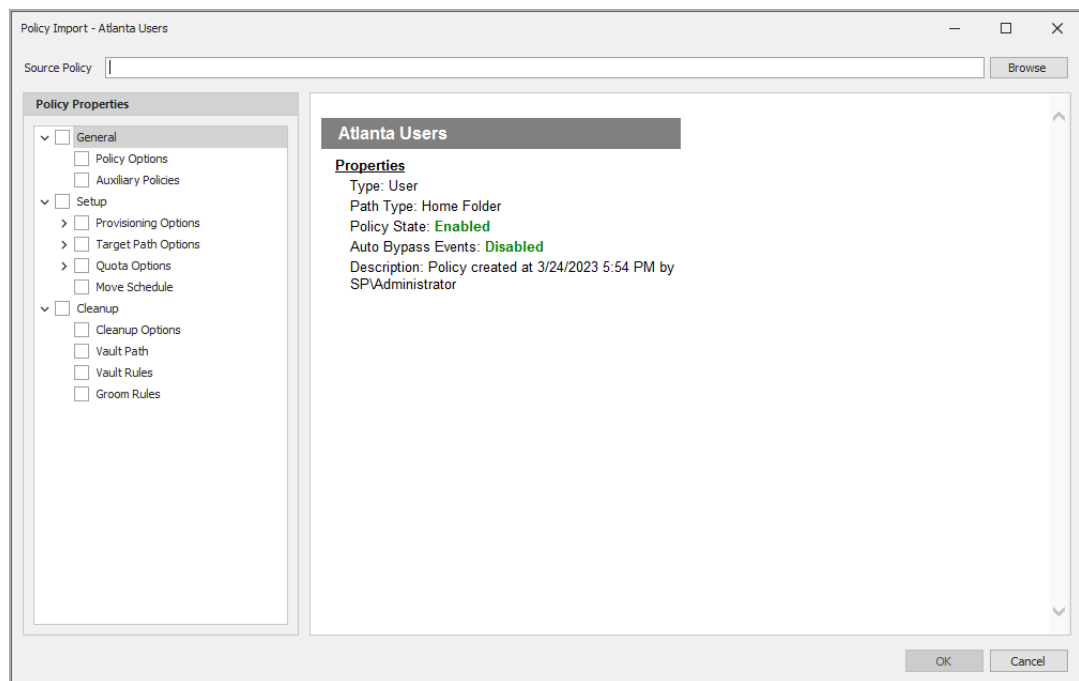 Policy Import - Atlanta Users
Source Policy
Browse
Policy Properties
General
Policy Options
Auxiliary Policies
Setup
Provisioning Options
Target Path Options
Quota Options
Move Schedule
Cleanup
Cleanup Options
Vault Path
Vault Rules
Groom Rules
Atlanta Users
Properties
Type: User
Path Type: Home Folder
Policy State: Enabled
Auto Bypass Events: Disabled
Description: Policy created at 3/24/2023 5:54 PM by
SP\Administrator
OK
Cancel